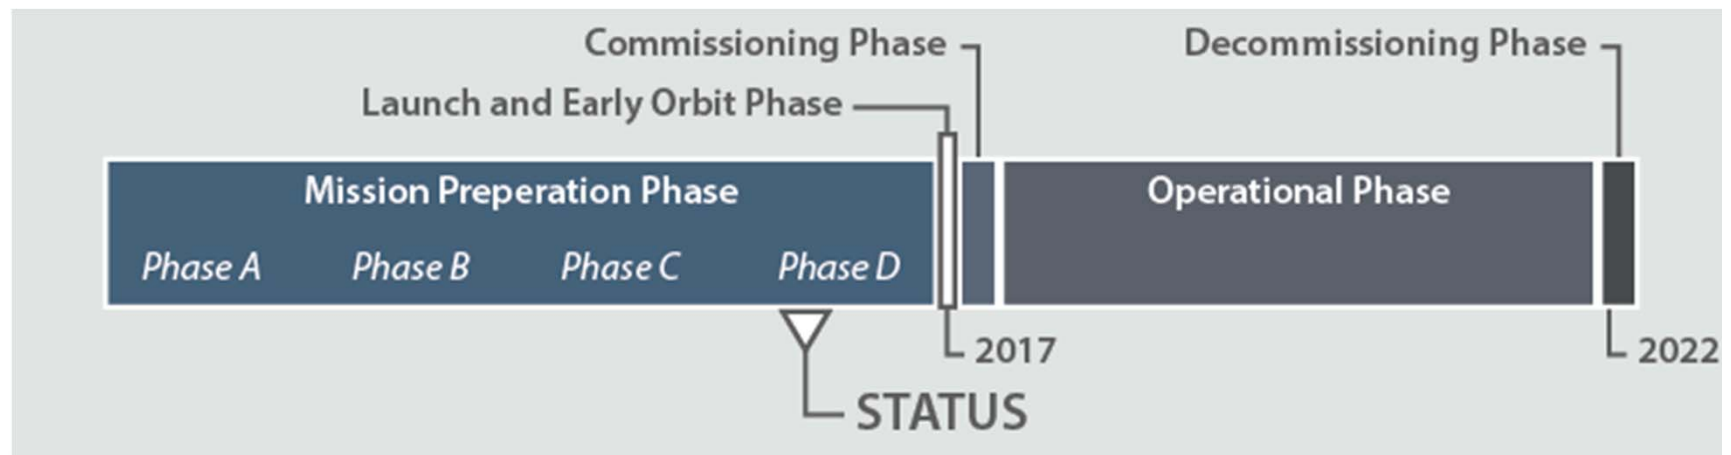 Commissioning Phase
Decommissioning Phase
Launch and Early Orbit Phase
Mission Preperation Phase
Operational Phase
Phase A
Phase B
Phase C
Phase D
2017
2022
STATUS